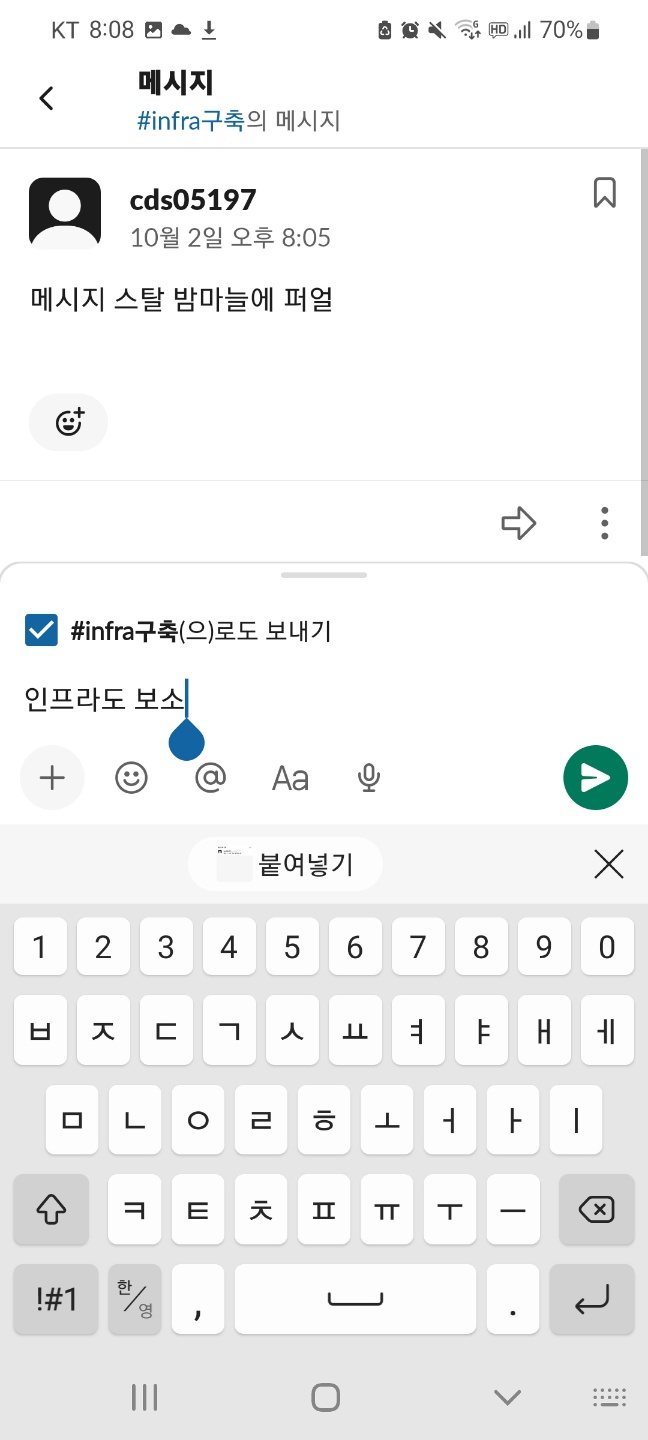 KT 8:08 HD 70%
메시지
#infra구축의 메시지
cds05197
10월 2일 오후 8:05
메시지 스탈 밤마늘에 퍼얼
#infra구축(으)로도 보내기
인프라도 보소
@ Aa
붙여넣기
1 2 3 4 5 6 7 8 9 0
ㅂ ㅈ ㄷ ㄱ ㅅ ㅛ ㅕ ㅑ ㅐ ㅔ
ㅁ ㄴ ㅇ ㄹ ㅎ ㅗ ㅓ ㅏ ㅣ
ㅋ ㅌ ㅊ ㅍ ㅠ ㅜ ㅡ
!#1 한/영 , .